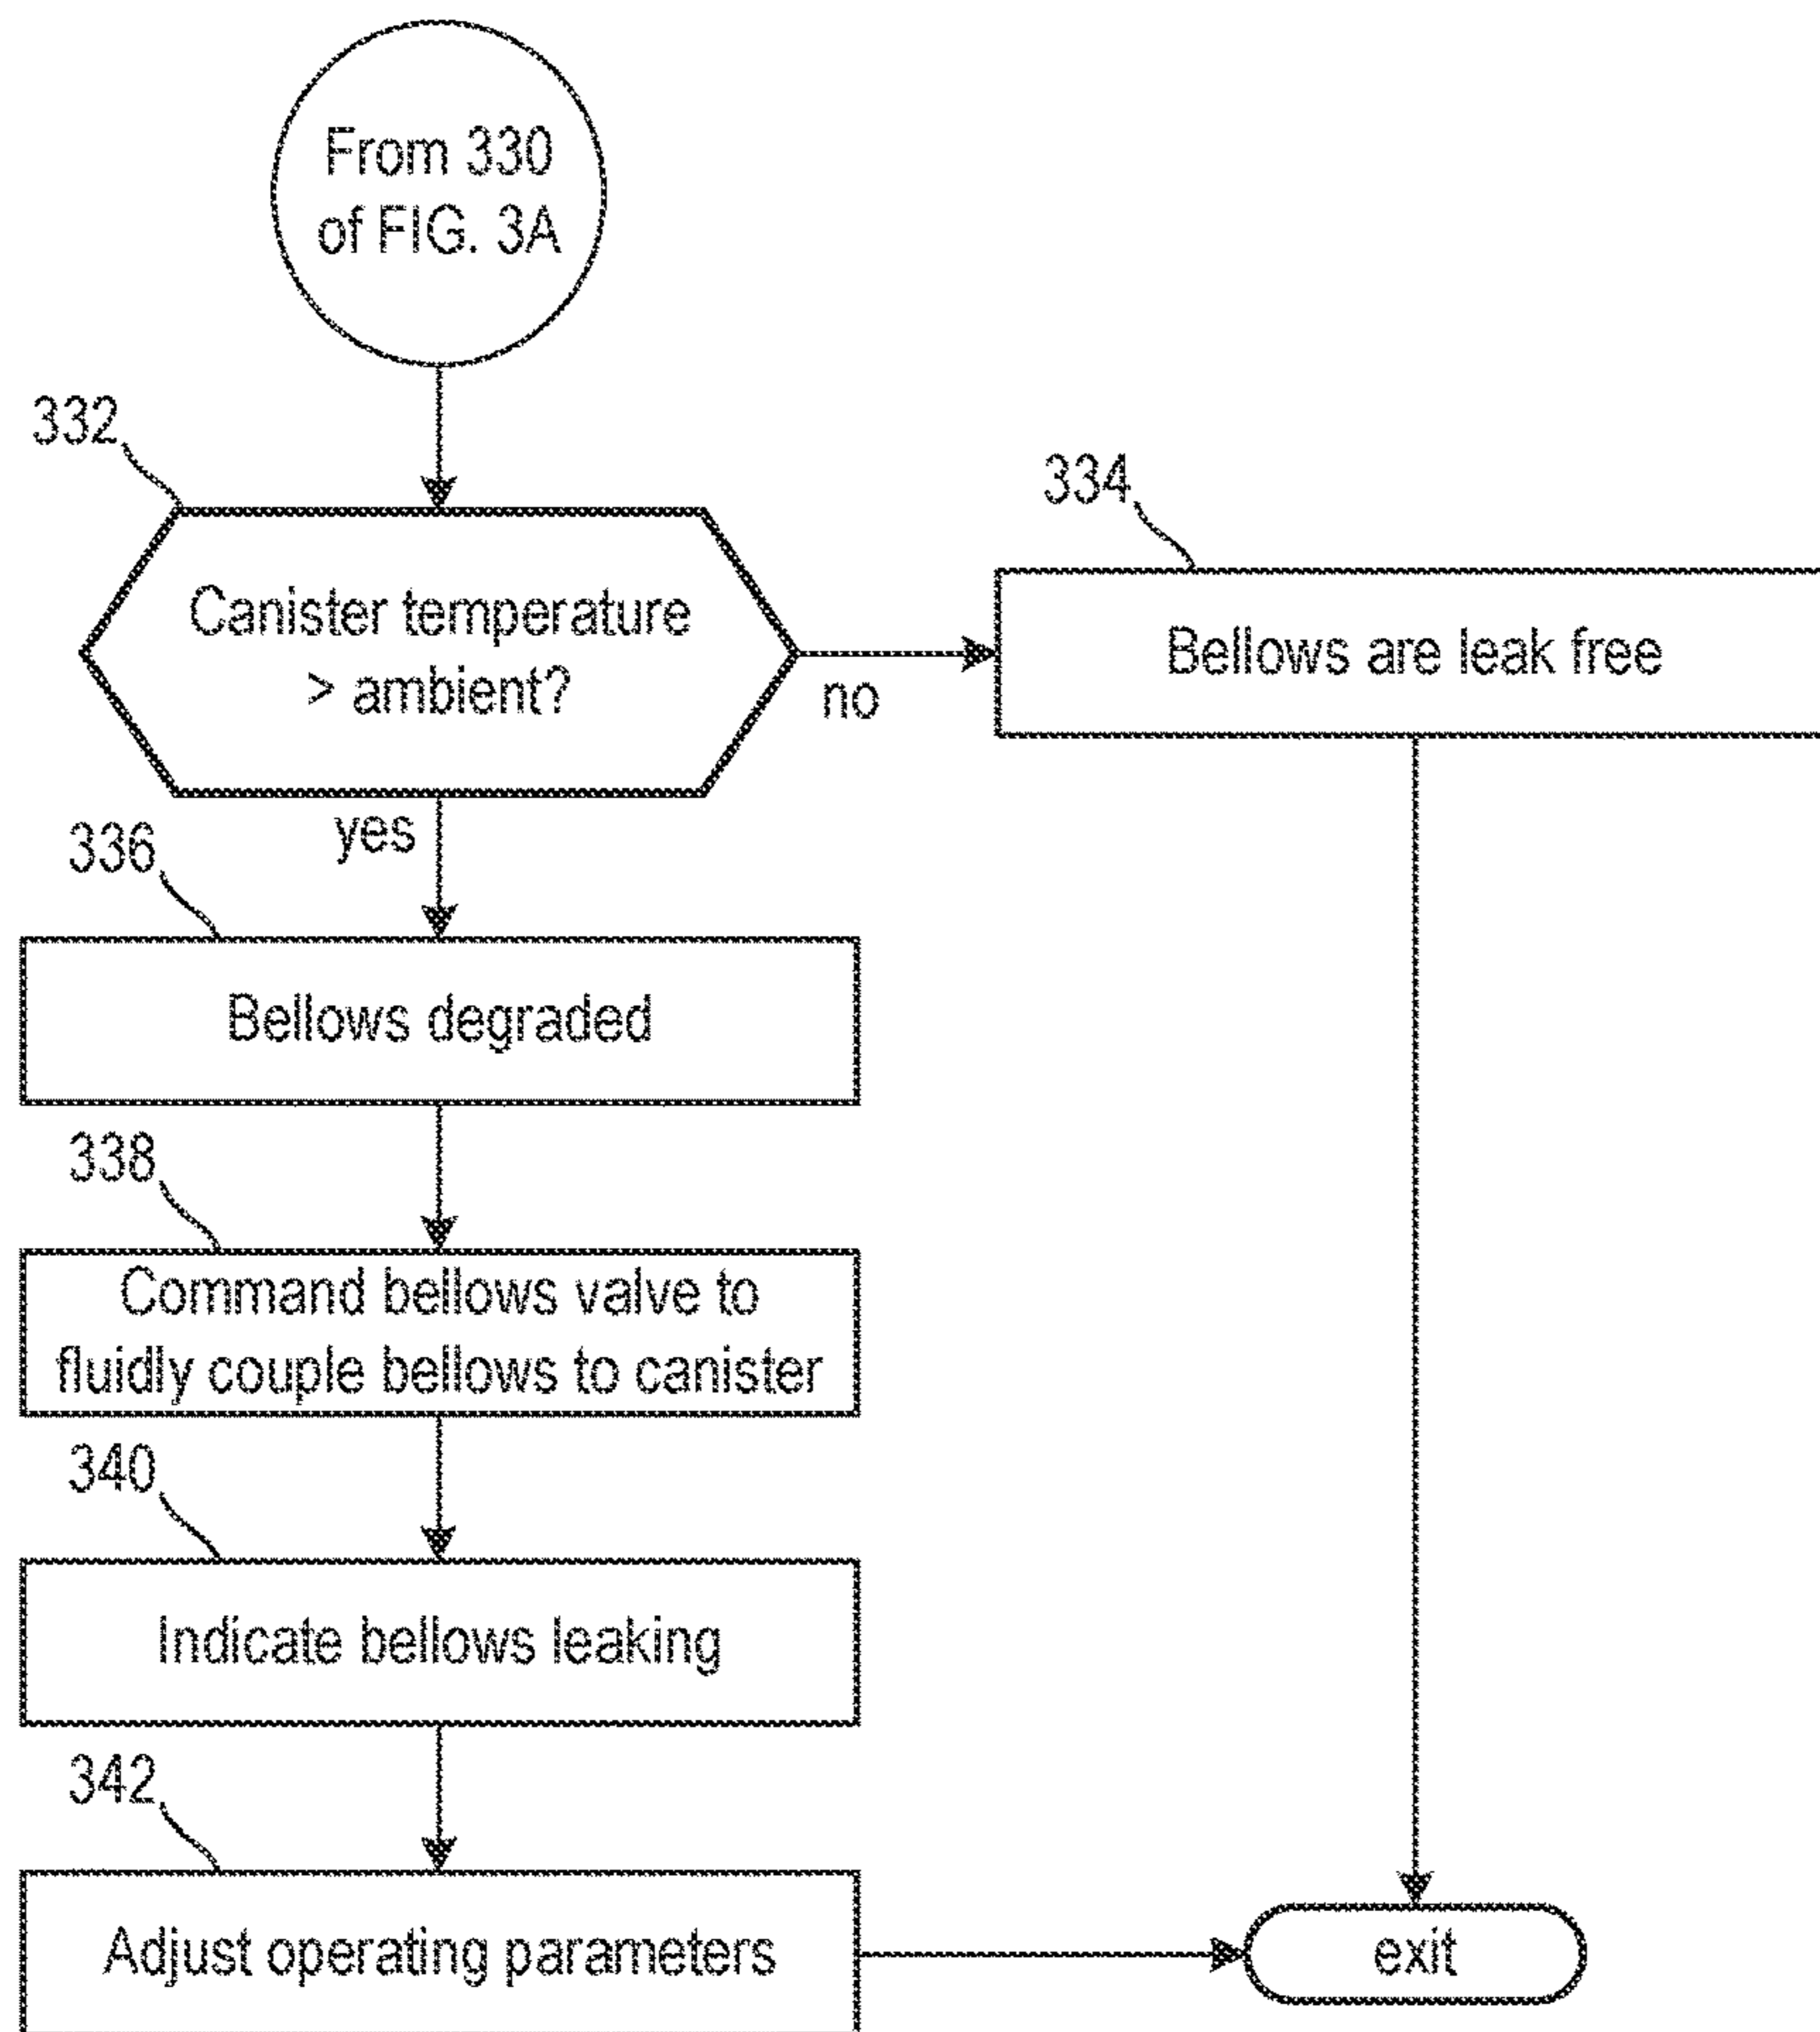 From 330
of FIG. 3A
332
Canister temperature
> ambient?
no
334
Bellows are leak free
yes
336
Bellows degraded
338
Command bellows valve to
fluidly couple bellows to canister
340
Indicate bellows leaking
342
Adjust operating parameters
exit